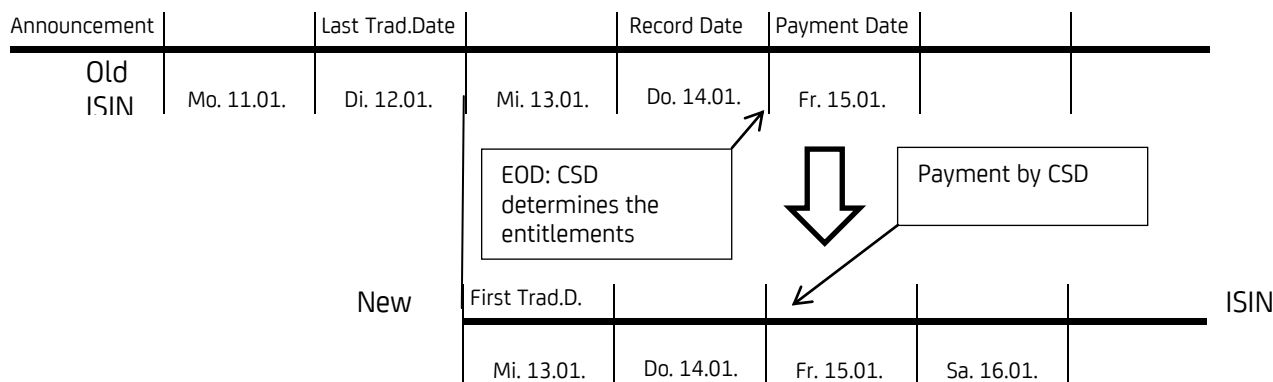 Announcement Last Trad.Date Record Date Payment Date
Old
ISIN Mo. 11.01. Di. 12.01. Mi. 13.01. Do. 14.01. Fr. 15.01.
EOD: CSD
determines the
entitlements
Payment by CSD
New First Trad.D. ISIN
Mi. 13.01. Do. 14.01. Fr. 15.01. Sa. 16.01.